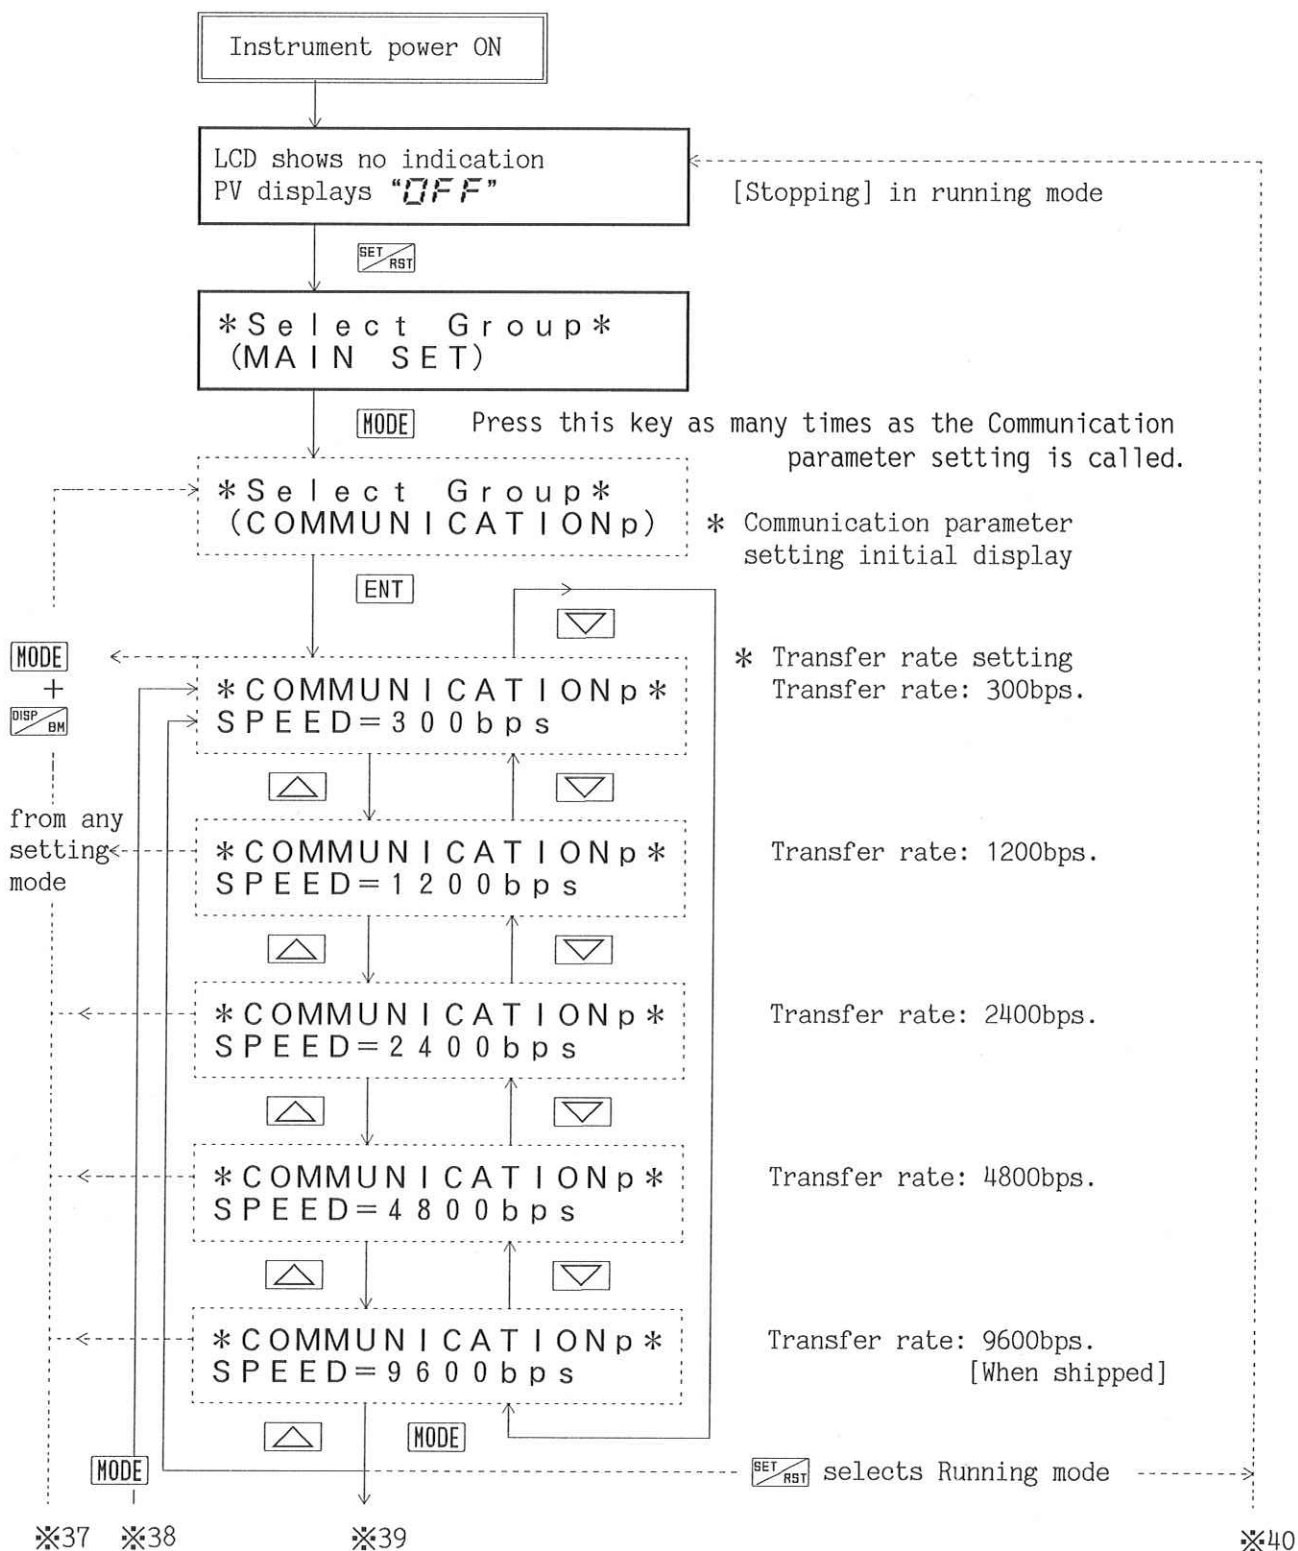 Instrument power ON
LCD shows no indication
PV displays “OFF”
[Stopping] in running mode
SET RST
*Select Group*
(MAIN SET)
MODE Press this key as many times as the Communication
parameter setting is called.
*Select Group*
(COMMUNICATIONp)
* Communication parameter
setting initial display
ENT
▽
MODE
+
DISP BM
from any
setting
mode
*COMMUNICATIONp*
SPEED=300bps
* Transfer rate setting
Transfer rate: 300bps.
△ ▽
*COMMUNICATIONp*
SPEED=1200bps
Transfer rate: 1200bps.
△ ▽
*COMMUNICATIONp*
SPEED=2400bps
Transfer rate: 2400bps.
△ ▽
*COMMUNICATIONp*
SPEED=4800bps
Transfer rate: 4800bps.
△ ▽
*COMMUNICATIONp*
SPEED=9600bps
Transfer rate: 9600bps.
[When shipped]
△ MODE
MODE
SET RST selects Running mode
※37 ※38 ※39 ※40